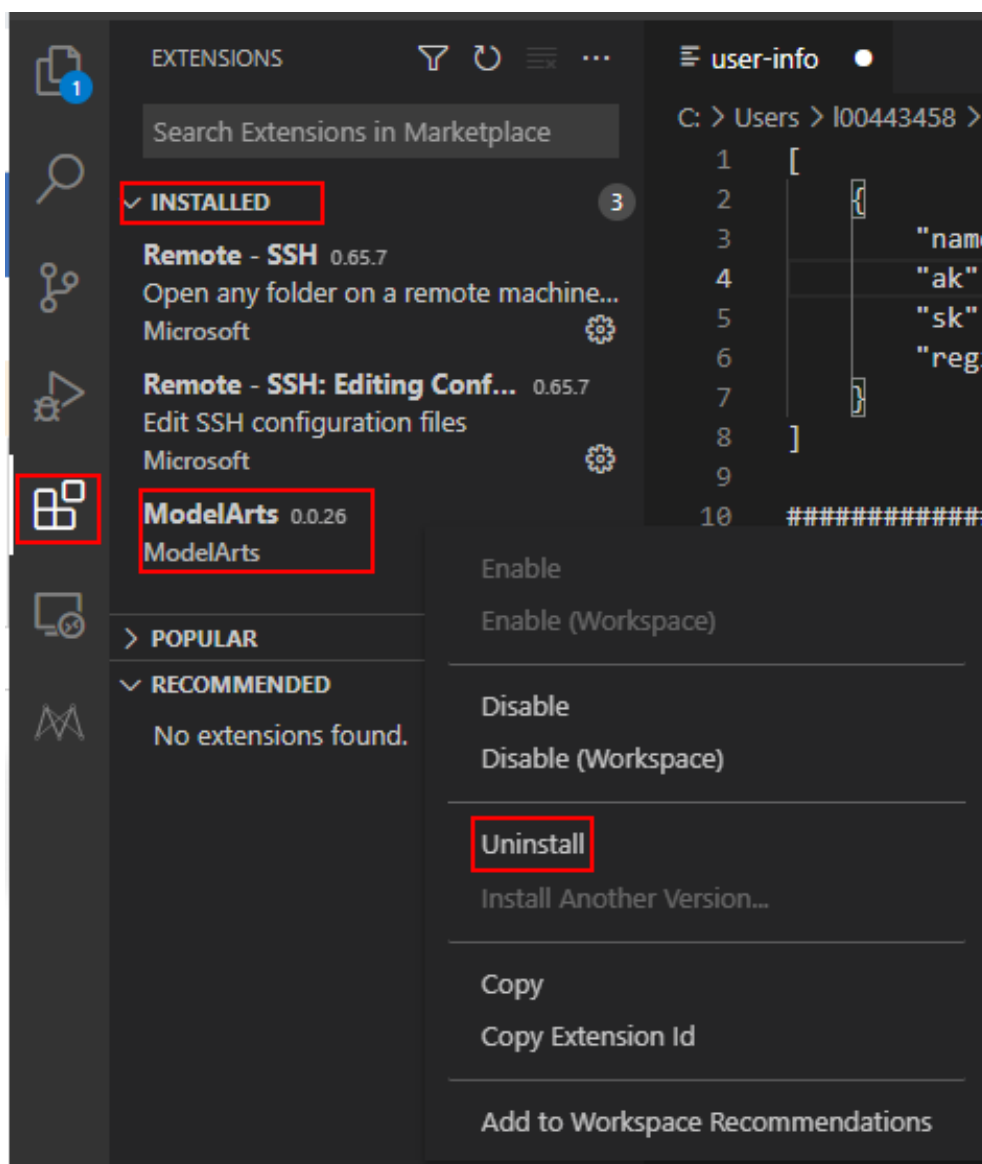 EXTENSIONS
1
Search Extensions in Marketplace
INSTALLED
3
Remote - SSH 0.65.7
Open any folder on a remote machine...
Microsoft
Remote - SSH: Editing Conf... 0.65.7
Edit SSH configuration files
Microsoft
ModelArts 0.0.26
ModelArts
POPULAR
RECOMMENDED
No extensions found.
user-info
C: > Users > l00443458 >
1 [
2 {
3 "name
4 "ak"
5 "sk"
6 "reg
7 }
8 ]
9
10 ############
Enable
Enable (Workspace)
Disable
Disable (Workspace)
Uninstall
Install Another Version...
Copy
Copy Extension Id
Add to Workspace Recommendations